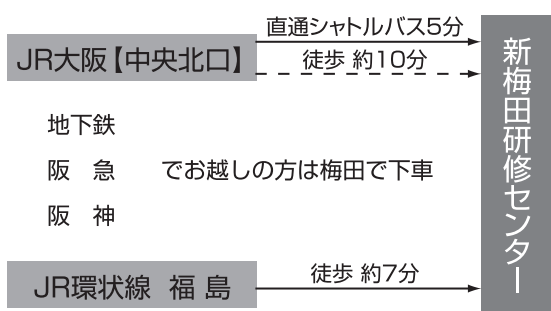 直通シャトルバス5分
JR大阪【中央北口】
徒歩 約10分
地下鉄
阪 急 でお越しの方は梅田で下車
阪 神
JR環状線 福 島
徒歩 約7分
新梅田研修センター